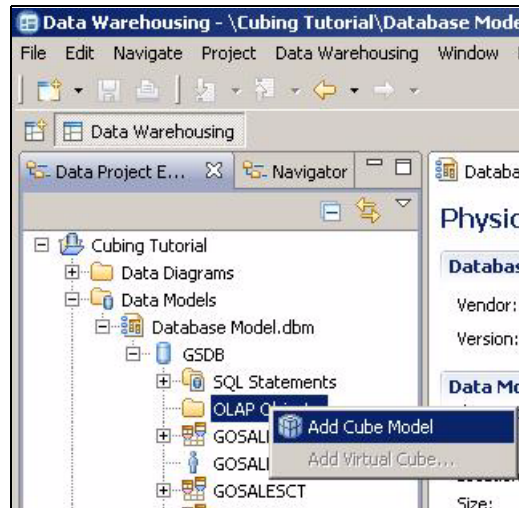 Data Warehousing - \Cubing Tutorial\Database Mode
File Edit Navigate Project Data Warehousing Window
Data Warehousing
Data Project E... Navigator
Databa
Physic
Cubing Tutorial
Databas
Data Diagrams
Data Models
Vendor:
Database Model.dbm
Version:
GSDB
SQL Statements
Data Mo
OLAP
Add Cube Model
GOSAL
Add Virtual Cube...
GOSAL
GOSALESCT
Size: